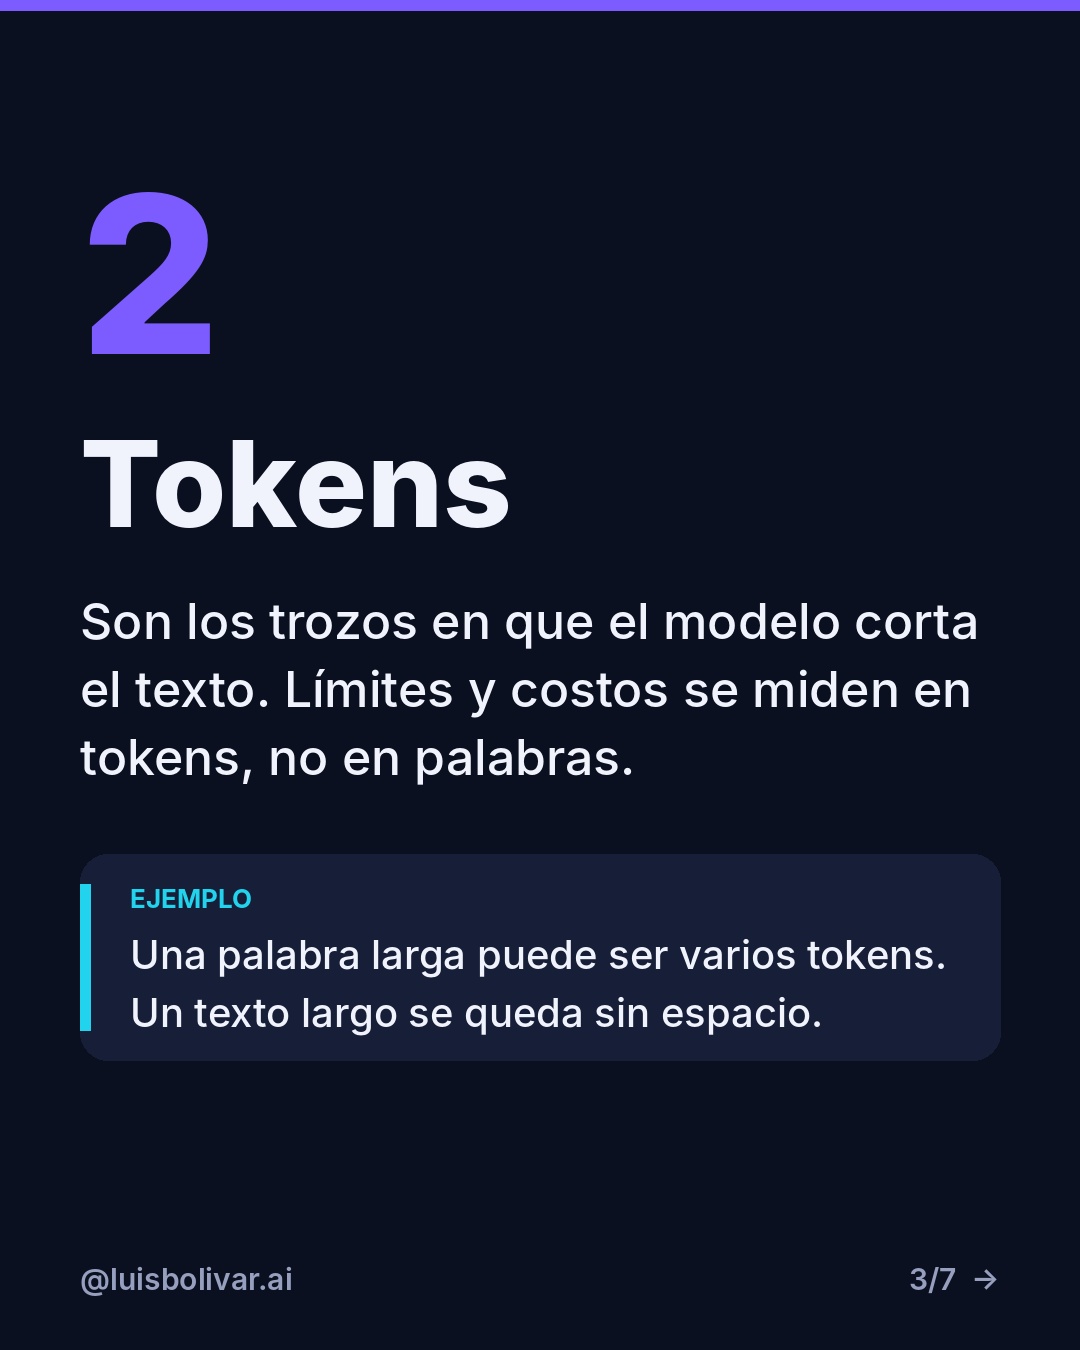 2
Tokens
Son los trozos en que el modelo corta
el texto. Límites y costos se miden en
tokens, no en palabras.
EJEMPLO
Una palabra larga puede ser varios tokens.
Un texto largo se queda sin espacio.
@luisbolivar.ai
3/7 →